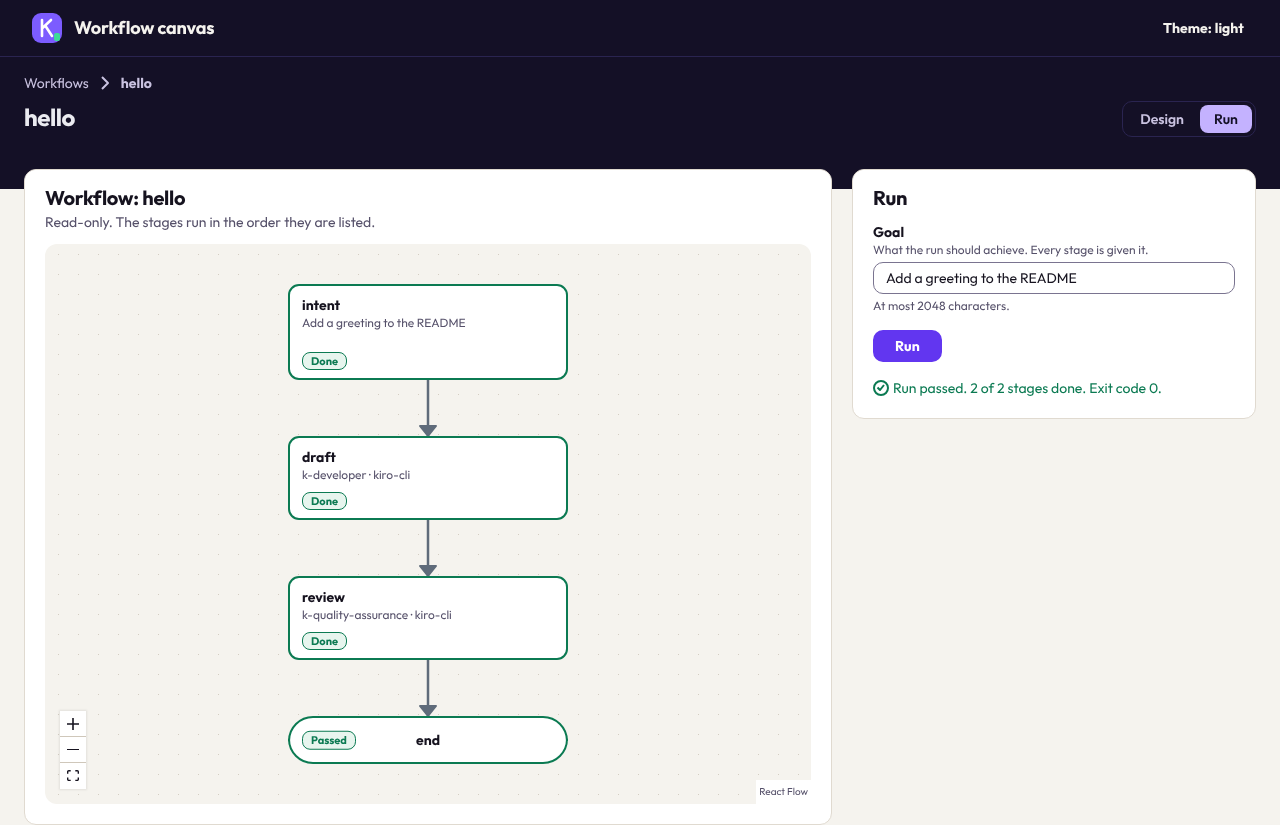 K Workflow canvas
Theme: light
Workflows > hello
hello
Design Run
Workflow: hello
Read-only. The stages run in the order they are listed.
intent
Add a greeting to the README
Done
draft
k-developer · kiro-cli
Done
review
k-quality-assurance · kiro-cli
Done
Passed end
React Flow
Run
Goal
What the run should achieve. Every stage is given it.
Add a greeting to the README
At most 2048 characters.
Run
Run passed. 2 of 2 stages done. Exit code 0.